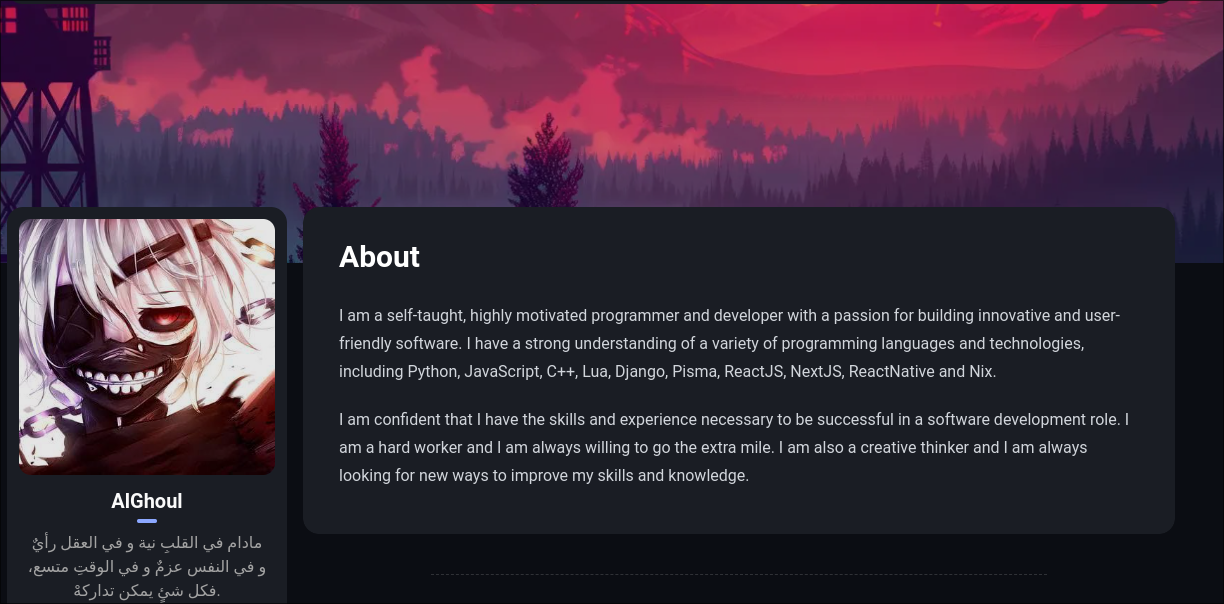 About
I am a self-taught, highly motivated programmer and developer with a passion for building innovative and user-
friendly software. I have a strong understanding of a variety of programming languages and technologies,
including Python, JavaScript, C++, Lua, Django, Pisma, ReactJS, NextJS, ReactNative and Nix.
I am confident that I have the skills and experience necessary to be successful in a software development role. I
am a hard worker and I am always willing to go the extra mile. I am also a creative thinker and I am always
looking for new ways to improve my skills and knowledge.
AlGhoul
مادام في القلبِ نية و في العقل رأيٌ
و في النفس عزمٌ و في الوقتِ متسع،
فكل شئٍ يمكن تداركهْ.